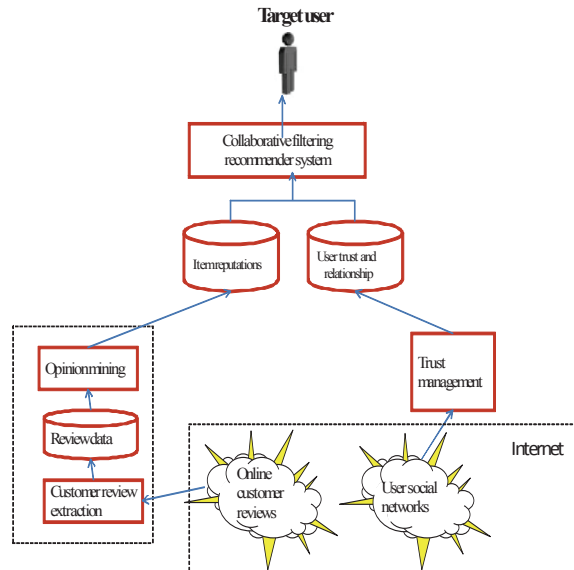 Target user
Collaborative filtering
recommender system
Item reputations
User trust and
relationship
Opinion mining
Trust
management
Review data
Internet
Online
customer
reviews
User social
networks
Customer review
extraction